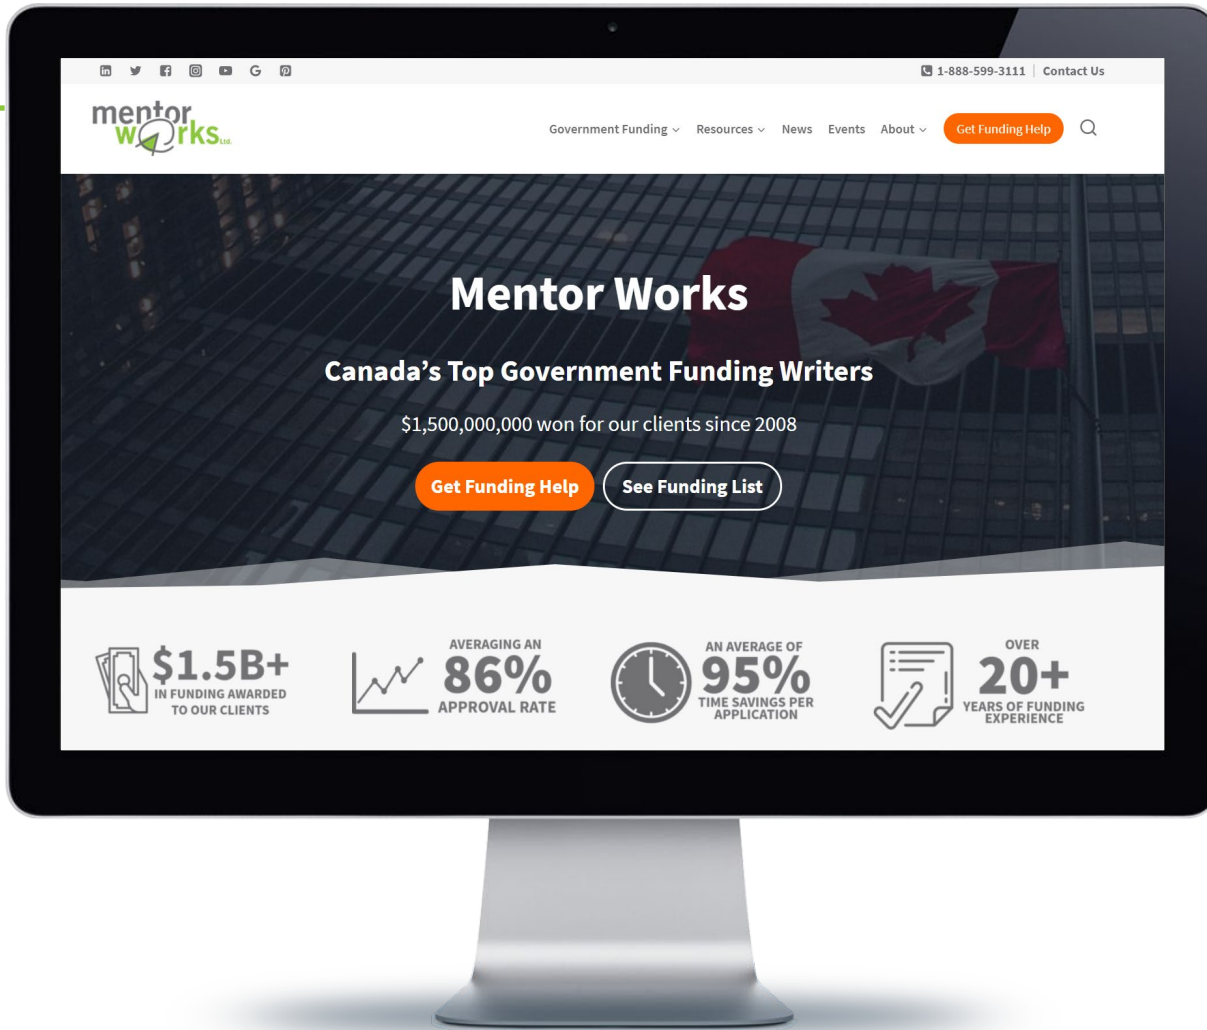 1-888-599-3111 Contact Us
mentor
works Ltd.
Government Funding Resources News Events About Get Funding Help
Mentor Works
Canada's Top Government Funding Writers
$1,500,000,000 won for our clients since 2008
Get Funding Help See Funding List
$1.5B+
IN FUNDING AWARDED
TO OUR CLIENTS
AVERAGING AN
86%
APPROVAL RATE
AN AVERAGE OF
95%
TIME SAVINGS PER
APPLICATION
OVER
20+
YEARS OF FUNDING
EXPERIENCE